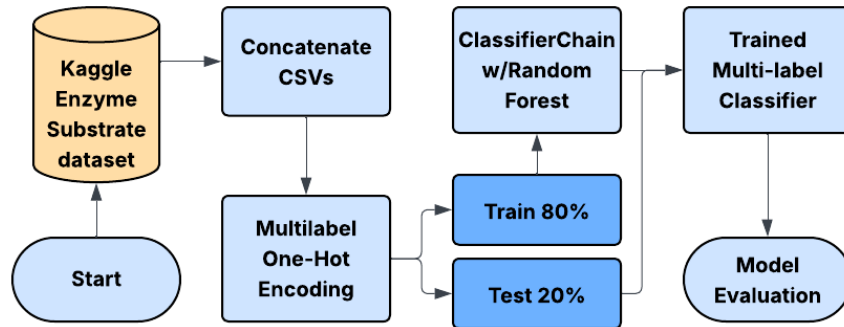 Kaggle
Enzyme
Substrate
dataset
Start
Concatenate
CSVs
Multilabel
One-Hot
Encoding
ClassifierChain
w/Random
Forest
Train 80%
Test 20%
Trained
Multi-label
Classifier
Model
Evaluation